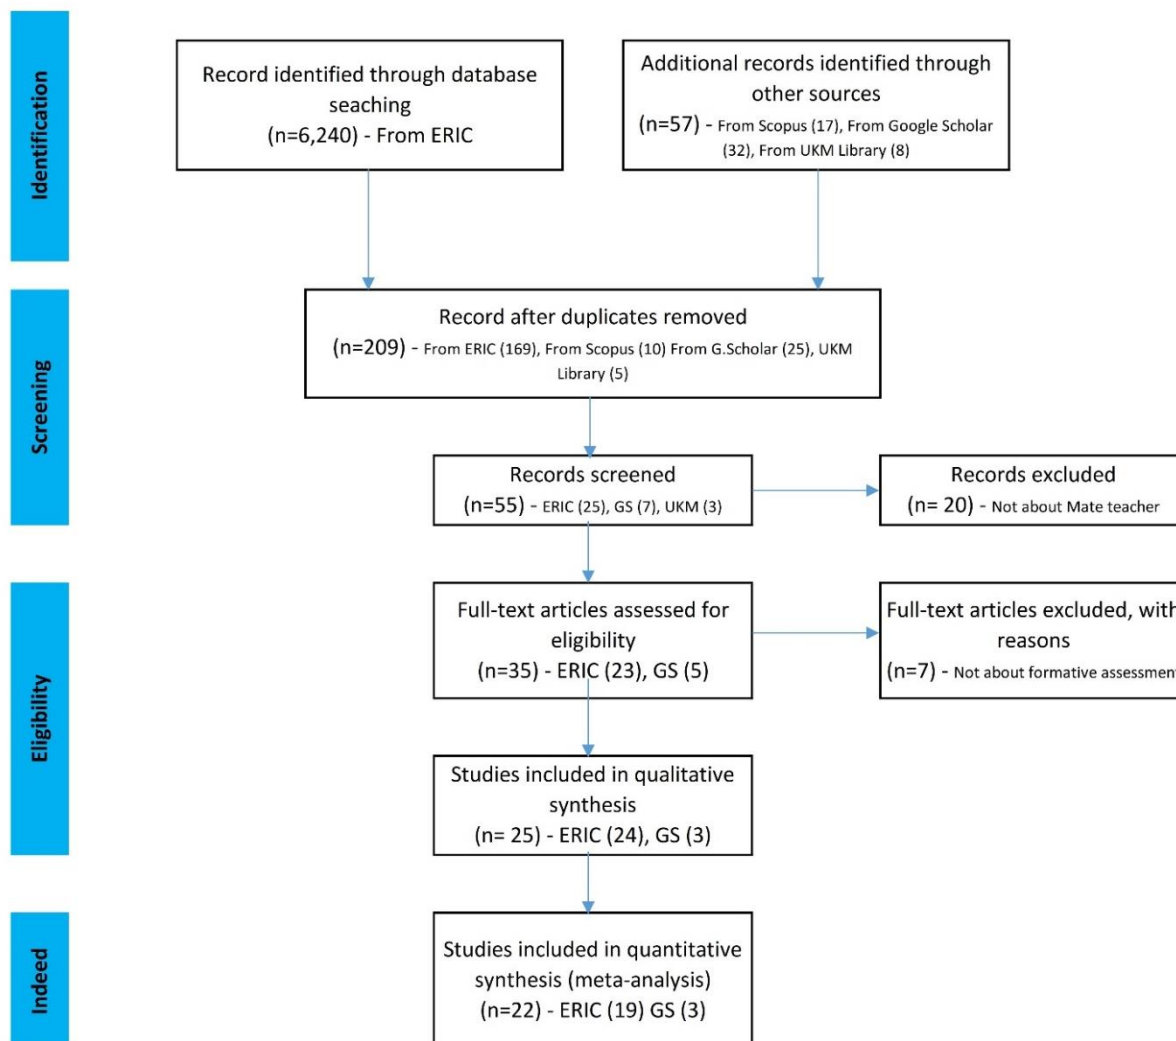 Identification
Record identified through database
seaching
(n=6,240) - From ERIC
Additional records identified through
other sources
(n=57) - From Scopus (17), From Google Scholar
(32), From UKM Library (8)
Screening
Record after duplicates removed
(n=209) - From ERIC (169), From Scopus (10) From G.Scholar (25), UKM
Library (5)
Records screened
(n=55) - ERIC (25), GS (7), UKM (3)
Records excluded
(n= 20) - Not about Mate teacher
Eligibility
Full-text articles assessed for
eligibility
(n=35) - ERIC (23), GS (5)
Full-text articles excluded, with
reasons
(n=7) - Not about formative assessment
Studies included in qualitative
synthesis
(n= 25) - ERIC (24), GS (3)
Indeed
Studies included in quantitative
synthesis (meta-analysis)
(n=22) - ERIC (19) GS (3)